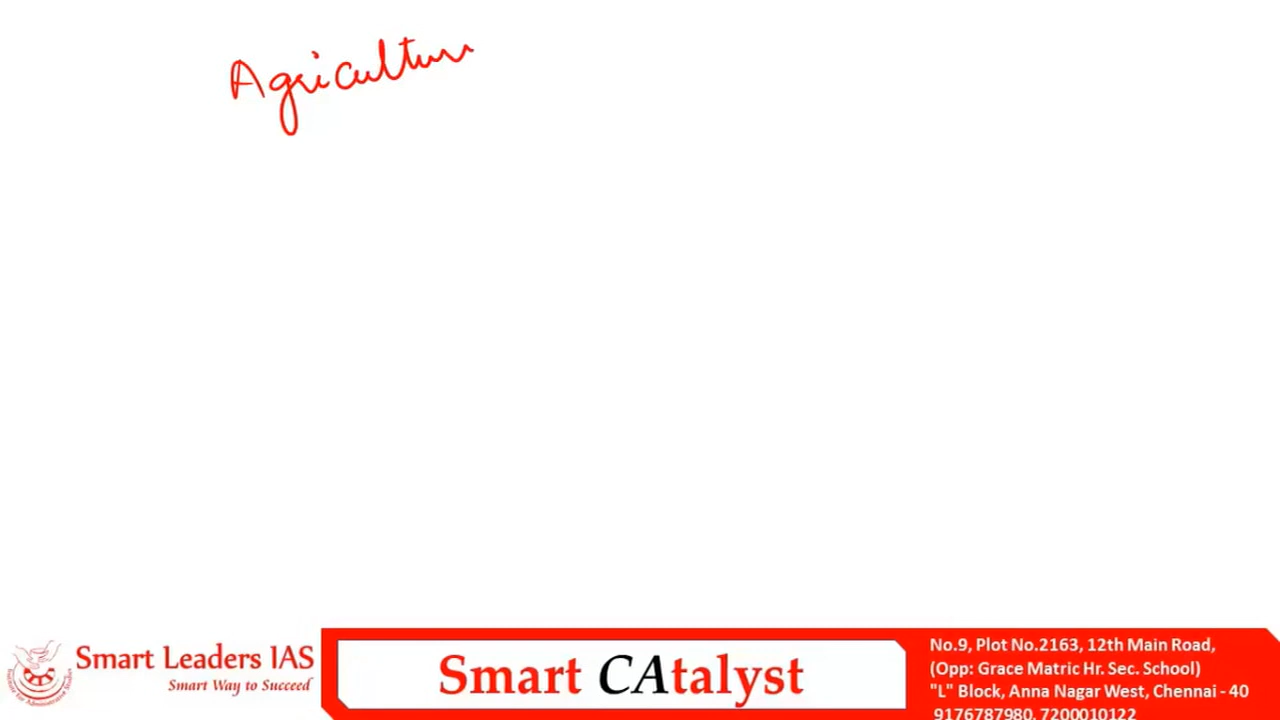 Agriculture
Smart Leaders IAS
Smart Way to Succeed
Smart CAtalyst
No.9, Plot No.2163, 12th Main Road,
(Opp: Grace Matric Hr. Sec. School)
"L" Block, Anna Nagar West, Chennai - 40
9176787980, 7200010122